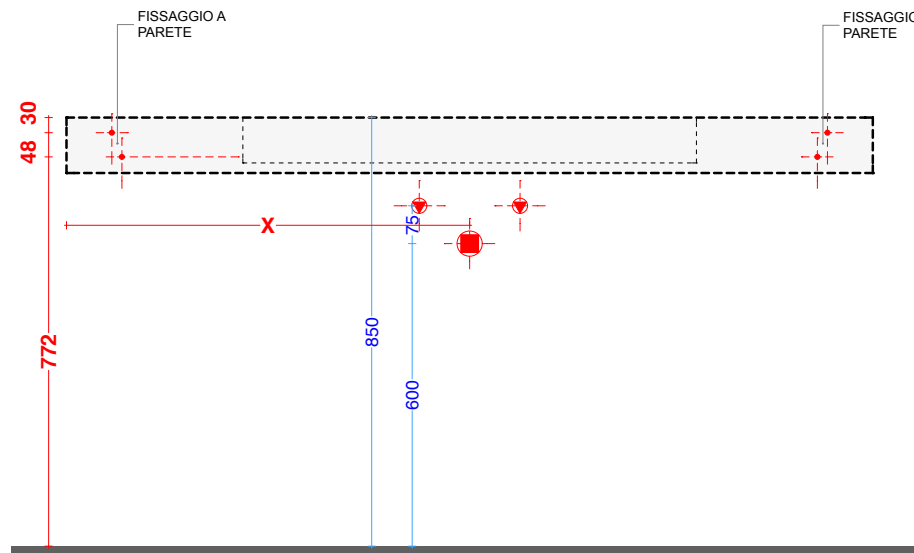 FISSAGGIO A
PARETE
FISSAGGIO
PARETE
30
48
X
75
772
850
600